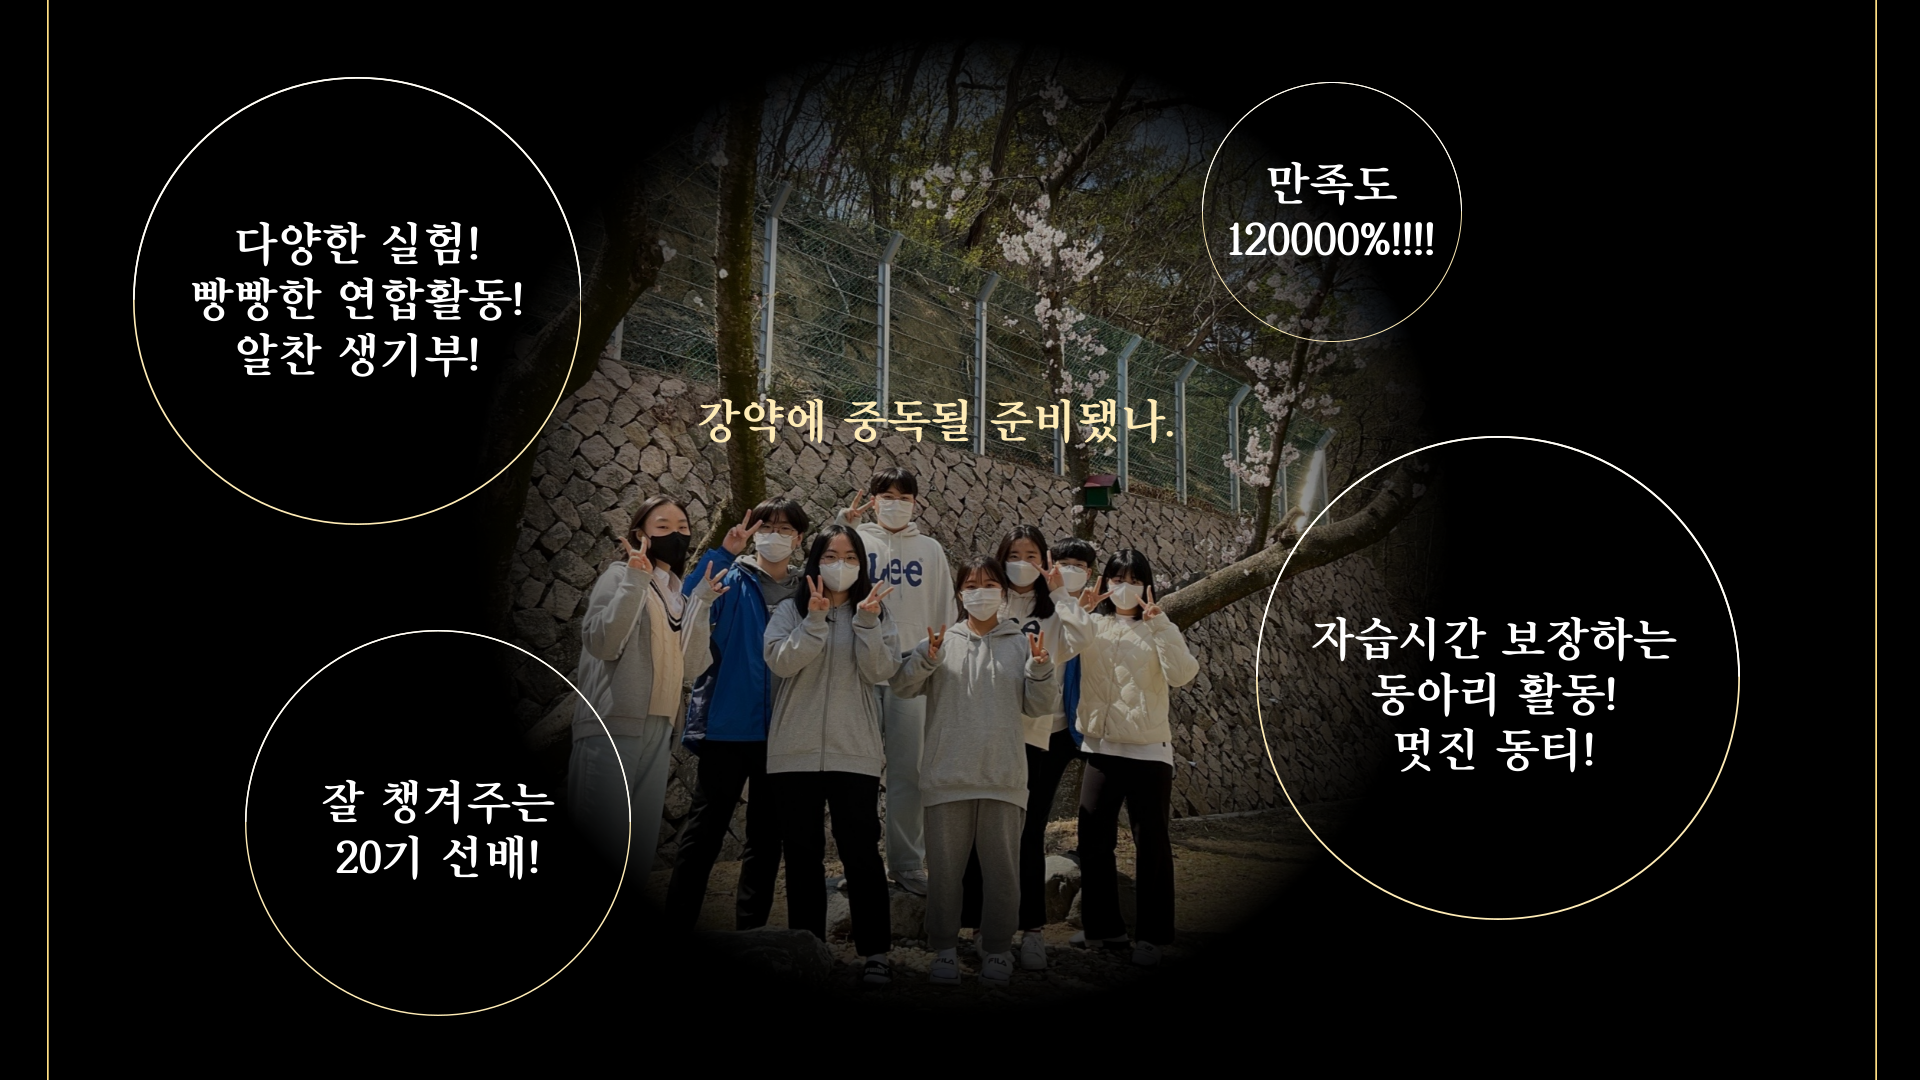 다양한 실험!
빵빵한 연합활동!
알찬 생기부!
만족도
120000%!!!!
강약에 중독될 준비됐나.
Lee
자습시간 보장하는
동아리 활동!
멋진 동티!
잘 챙겨주는
20기 선배!
FILA
FILA